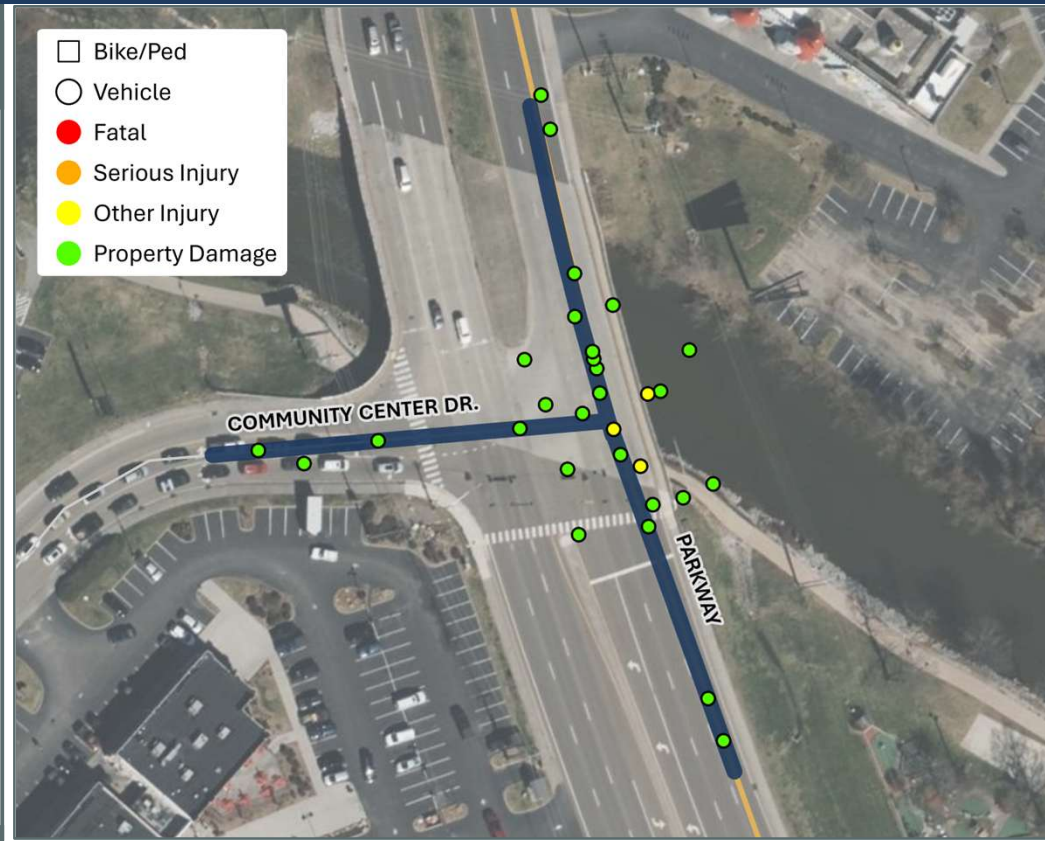 Bike/Ped
Vehicle
Fatal
Serious Injury
Other Injury
Property Damage
COMMUNITY CENTER DR.
PARKWAY